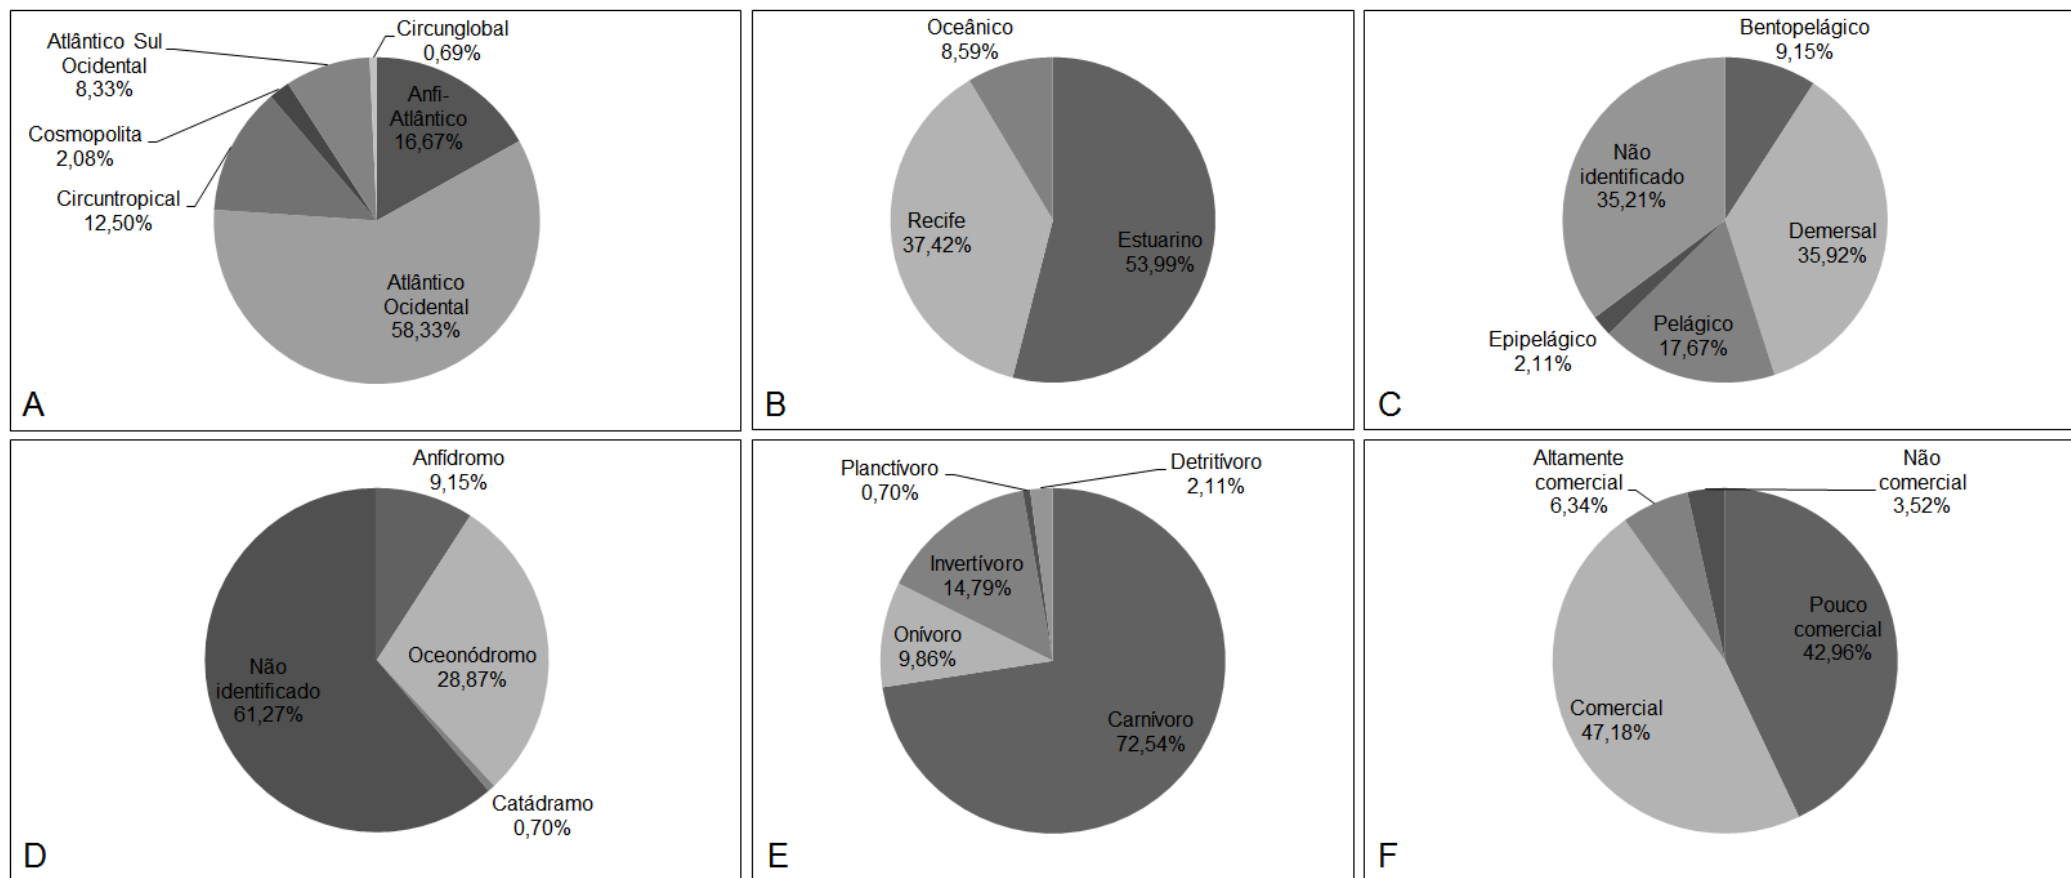 Circunglobal
0,69%
Atlântico Sul
Ocidental
8,33%
Anfi-
Atlântico
16,67%
Cosmopolita
2,08%
Circuntropical
12,50%
Atlântico
Ocidental
58,33%
A
Oceânico
8,59%
Recife
37,42%
Estuarino
53,99%
B
Bentopelágico
9,15%
Não
identificado
35,21%
Demersal
35,92%
Pelágico
17,67%
Epipelágico
2,11%
C
Anfídromo
9,15%
Oceonódromo
28,87%
Não
identificado
61,27%
Catádramo
0,70%
D
Planctívoro
0,70%
Detritívoro
2,11%
Invertívoro
14,79%
Onívoro
9,86%
Carnívoro
72,54%
E
Altamente
comercial
6,34%
Não
comercial
3,52%
Pouco
comercial
42,96%
Comercial
47,18%
F